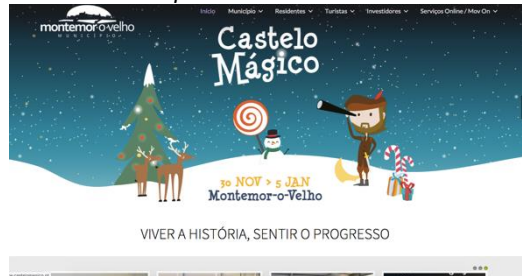 montemor o velho
MUNICÍPIO
Início Município Residentes Turistas Investidores Serviços Online / Mov On
Castelo
Mágico
30 NOV > 5 JAN
Montemor-o-Velho
VIVER A HISTÓRIA, SENTIR O PROGRESSO